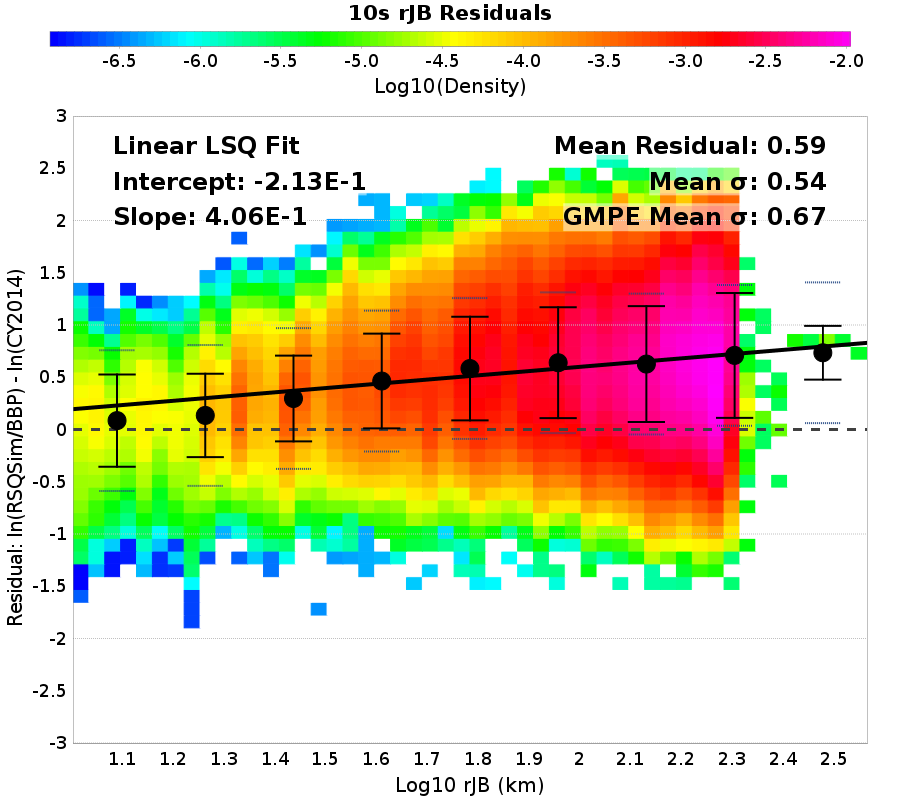 10s rJB Residuals
-6.5 -6.0 -5.5 -5.0 -4.5 -4.0 -3.5 -3.0 -2.5 -2.0
Log10(Density)
Linear LSQ Fit
Intercept: -2.13E-1
Slope: 4.06E-1
Mean Residual: 0.59
Mean σ: 0.54
GMPE Mean σ: 0.67
Residual: ln(RSQSim/BBP) - ln(CY2014)
3
2.5
2
1.5
1
0.5
0
-0.5
-1
-1.5
-2
-2.5
-3
1.1 1.2 1.3 1.4 1.5 1.6 1.7 1.8 1.9 2 2.1 2.2 2.3 2.4 2.5
Log10 rJB (km)